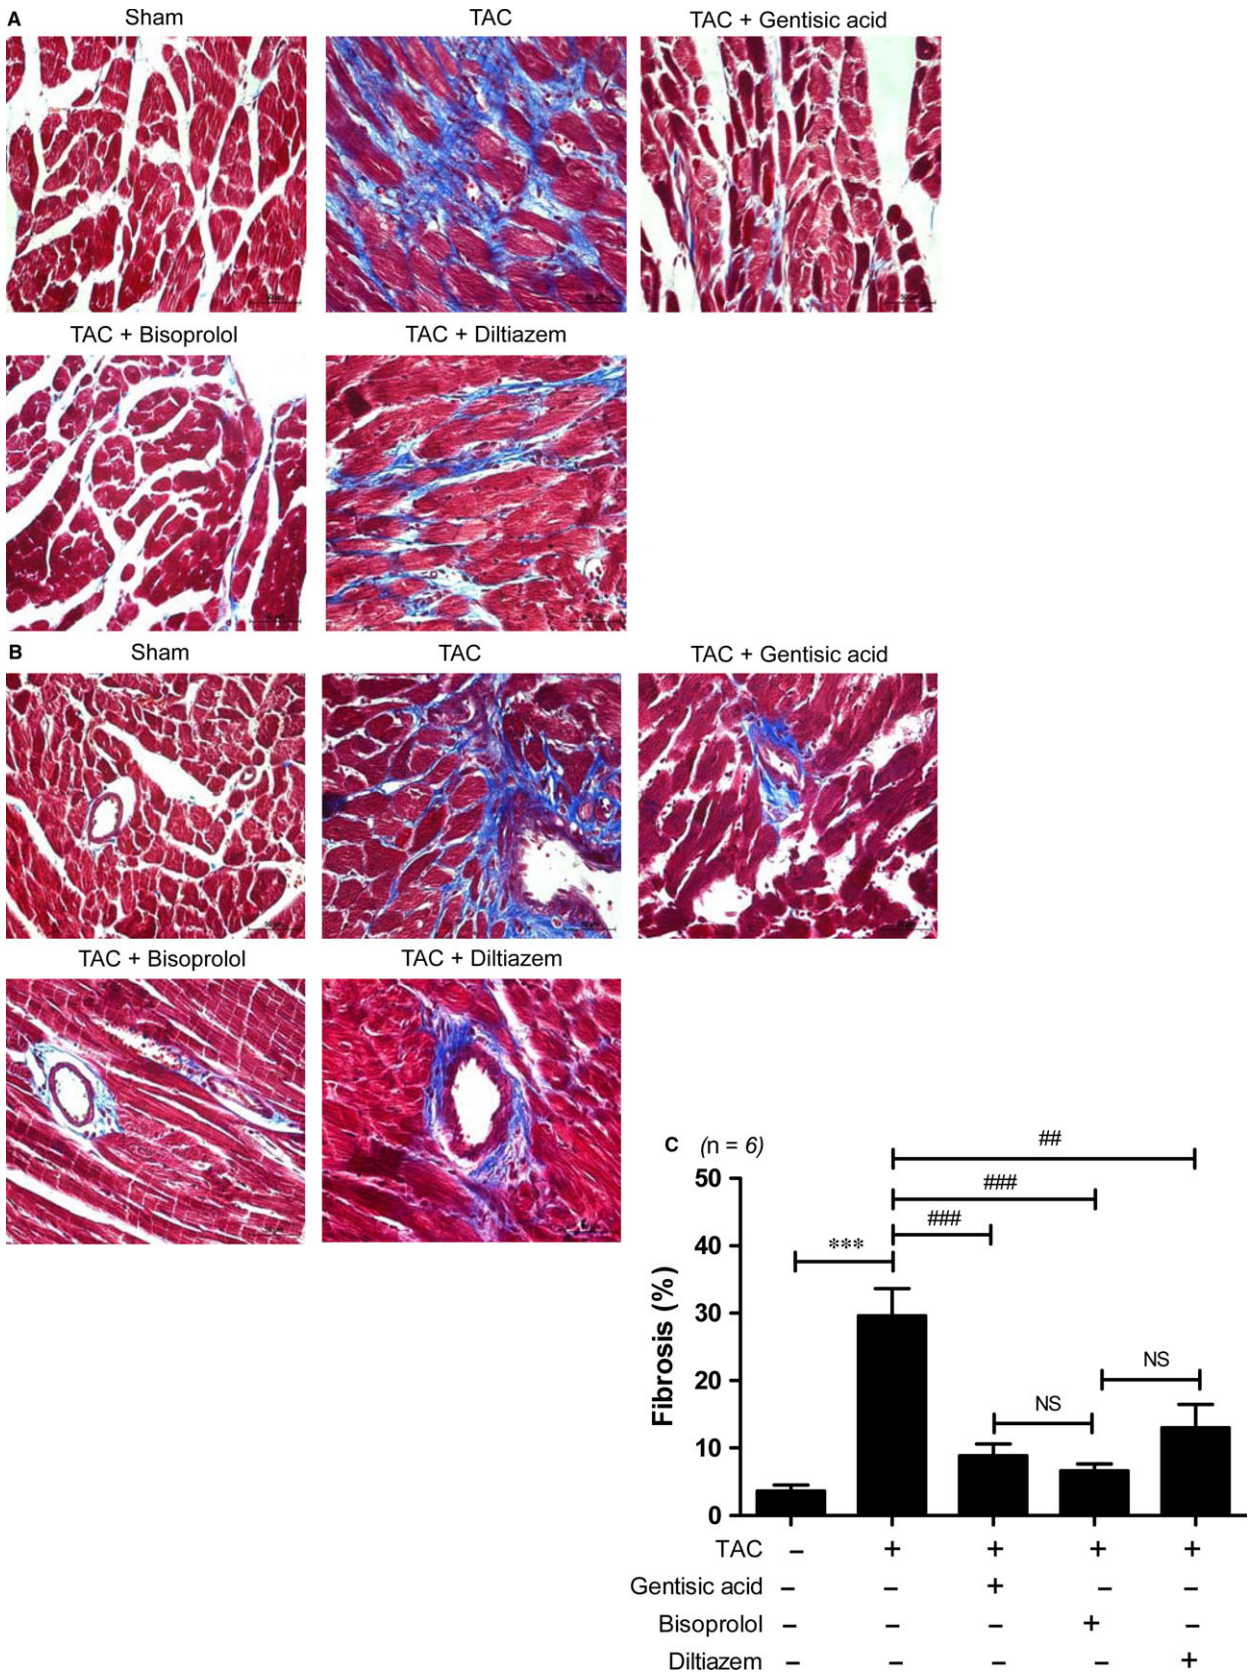 A
Sham
TAC
TAC + Gentisic acid
TAC + Bisoprolol
TAC + Diltiazem
B
Sham
TAC
TAC + Gentisic acid
TAC + Bisoprolol
TAC + Diltiazem
C (n = 6)
##
###
###
***
NS
NS
Fibrosis (%)
50
40
30
20
10
0
TAC – + + + +
Gentisic acid – – + – –
Bisoprolol – – – + –
Diltiazem – – – – +